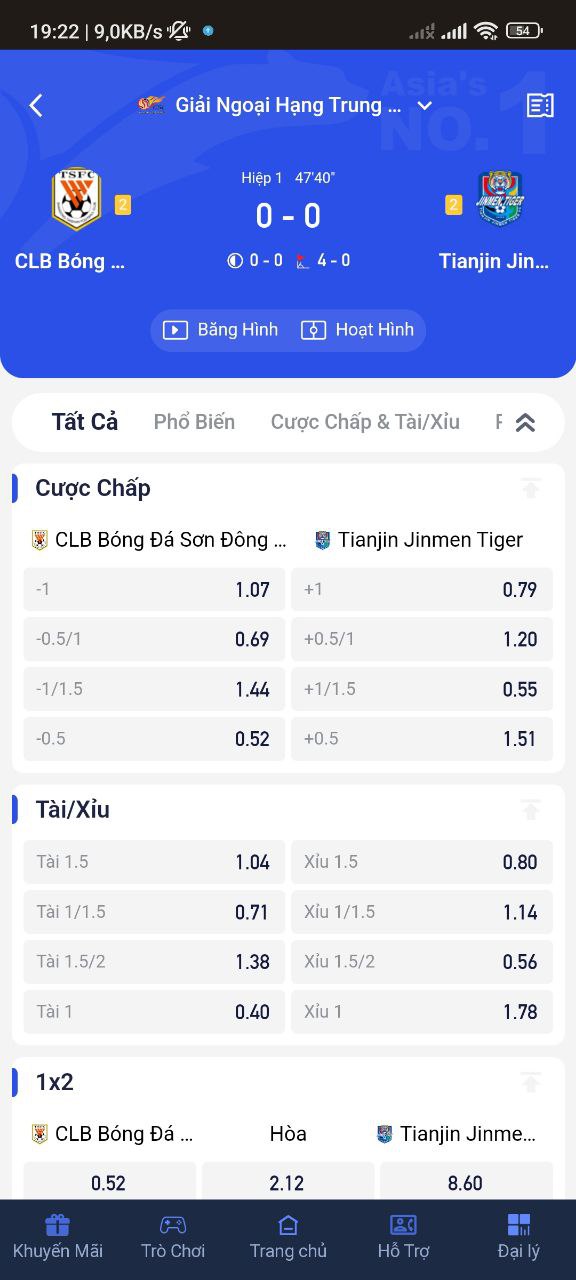 19:22 | 9,0KB/s 54
Asia's
NO.1
Giải Ngoại Hạng Trung ...
TSFC
JINMEN TIGER
Hiệp 1 47'40"
2 0 - 0 2
CLB Bóng ... 0 - 0 4 - 0 Tianjin Jin...
Băng Hình Hoạt Hình
Tất Cả Phổ Biến Cược Chấp & Tài/Xỉu
Cược Chấp
CLB Bóng Đá Sơn Đông ... Tianjin Jinmen Tiger
-1 1.07 +1 0.79
-0.5/1 0.69 +0.5/1 1.20
-1/1.5 1.44 +1/1.5 0.55
-0.5 0.52 +0.5 1.51
Tài/Xỉu
Tài 1.5 1.04 Xỉu 1.5 0.80
Tài 1/1.5 0.71 Xỉu 1/1.5 1.14
Tài 1.5/2 1.38 Xỉu 1.5/2 0.56
Tài 1 0.40 Xỉu 1 1.78
1x2
CLB Bóng Đá ... Hòa Tianjin Jinme...
0.52 2.12 8.60
Khuyến Mãi Trò Chơi Trang chủ Hỗ Trợ Đại lý